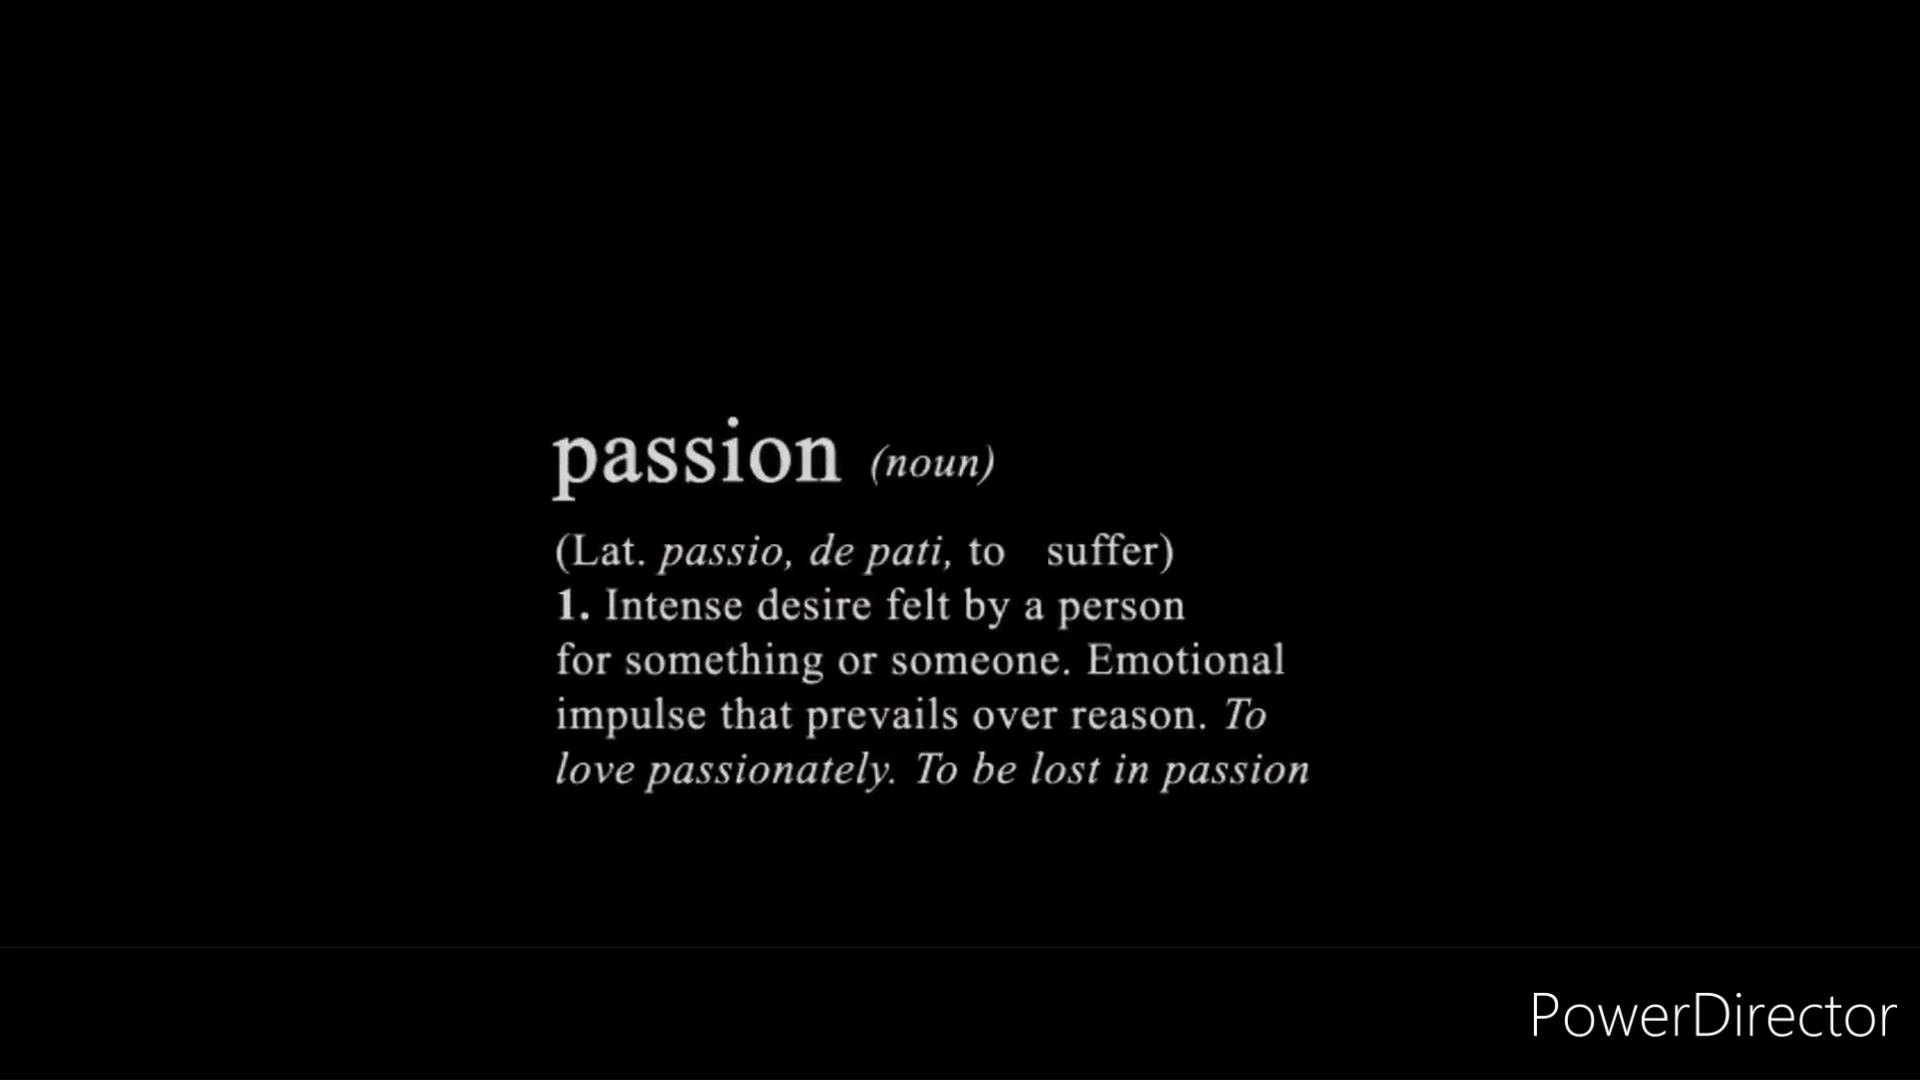 passion (noun)
(Lat. passio, de pati, to suffer)
1. Intense desire felt by a person
for something or someone. Emotional
impulse that prevails over reason. To
love passionately. To be lost in passion
PowerDirector